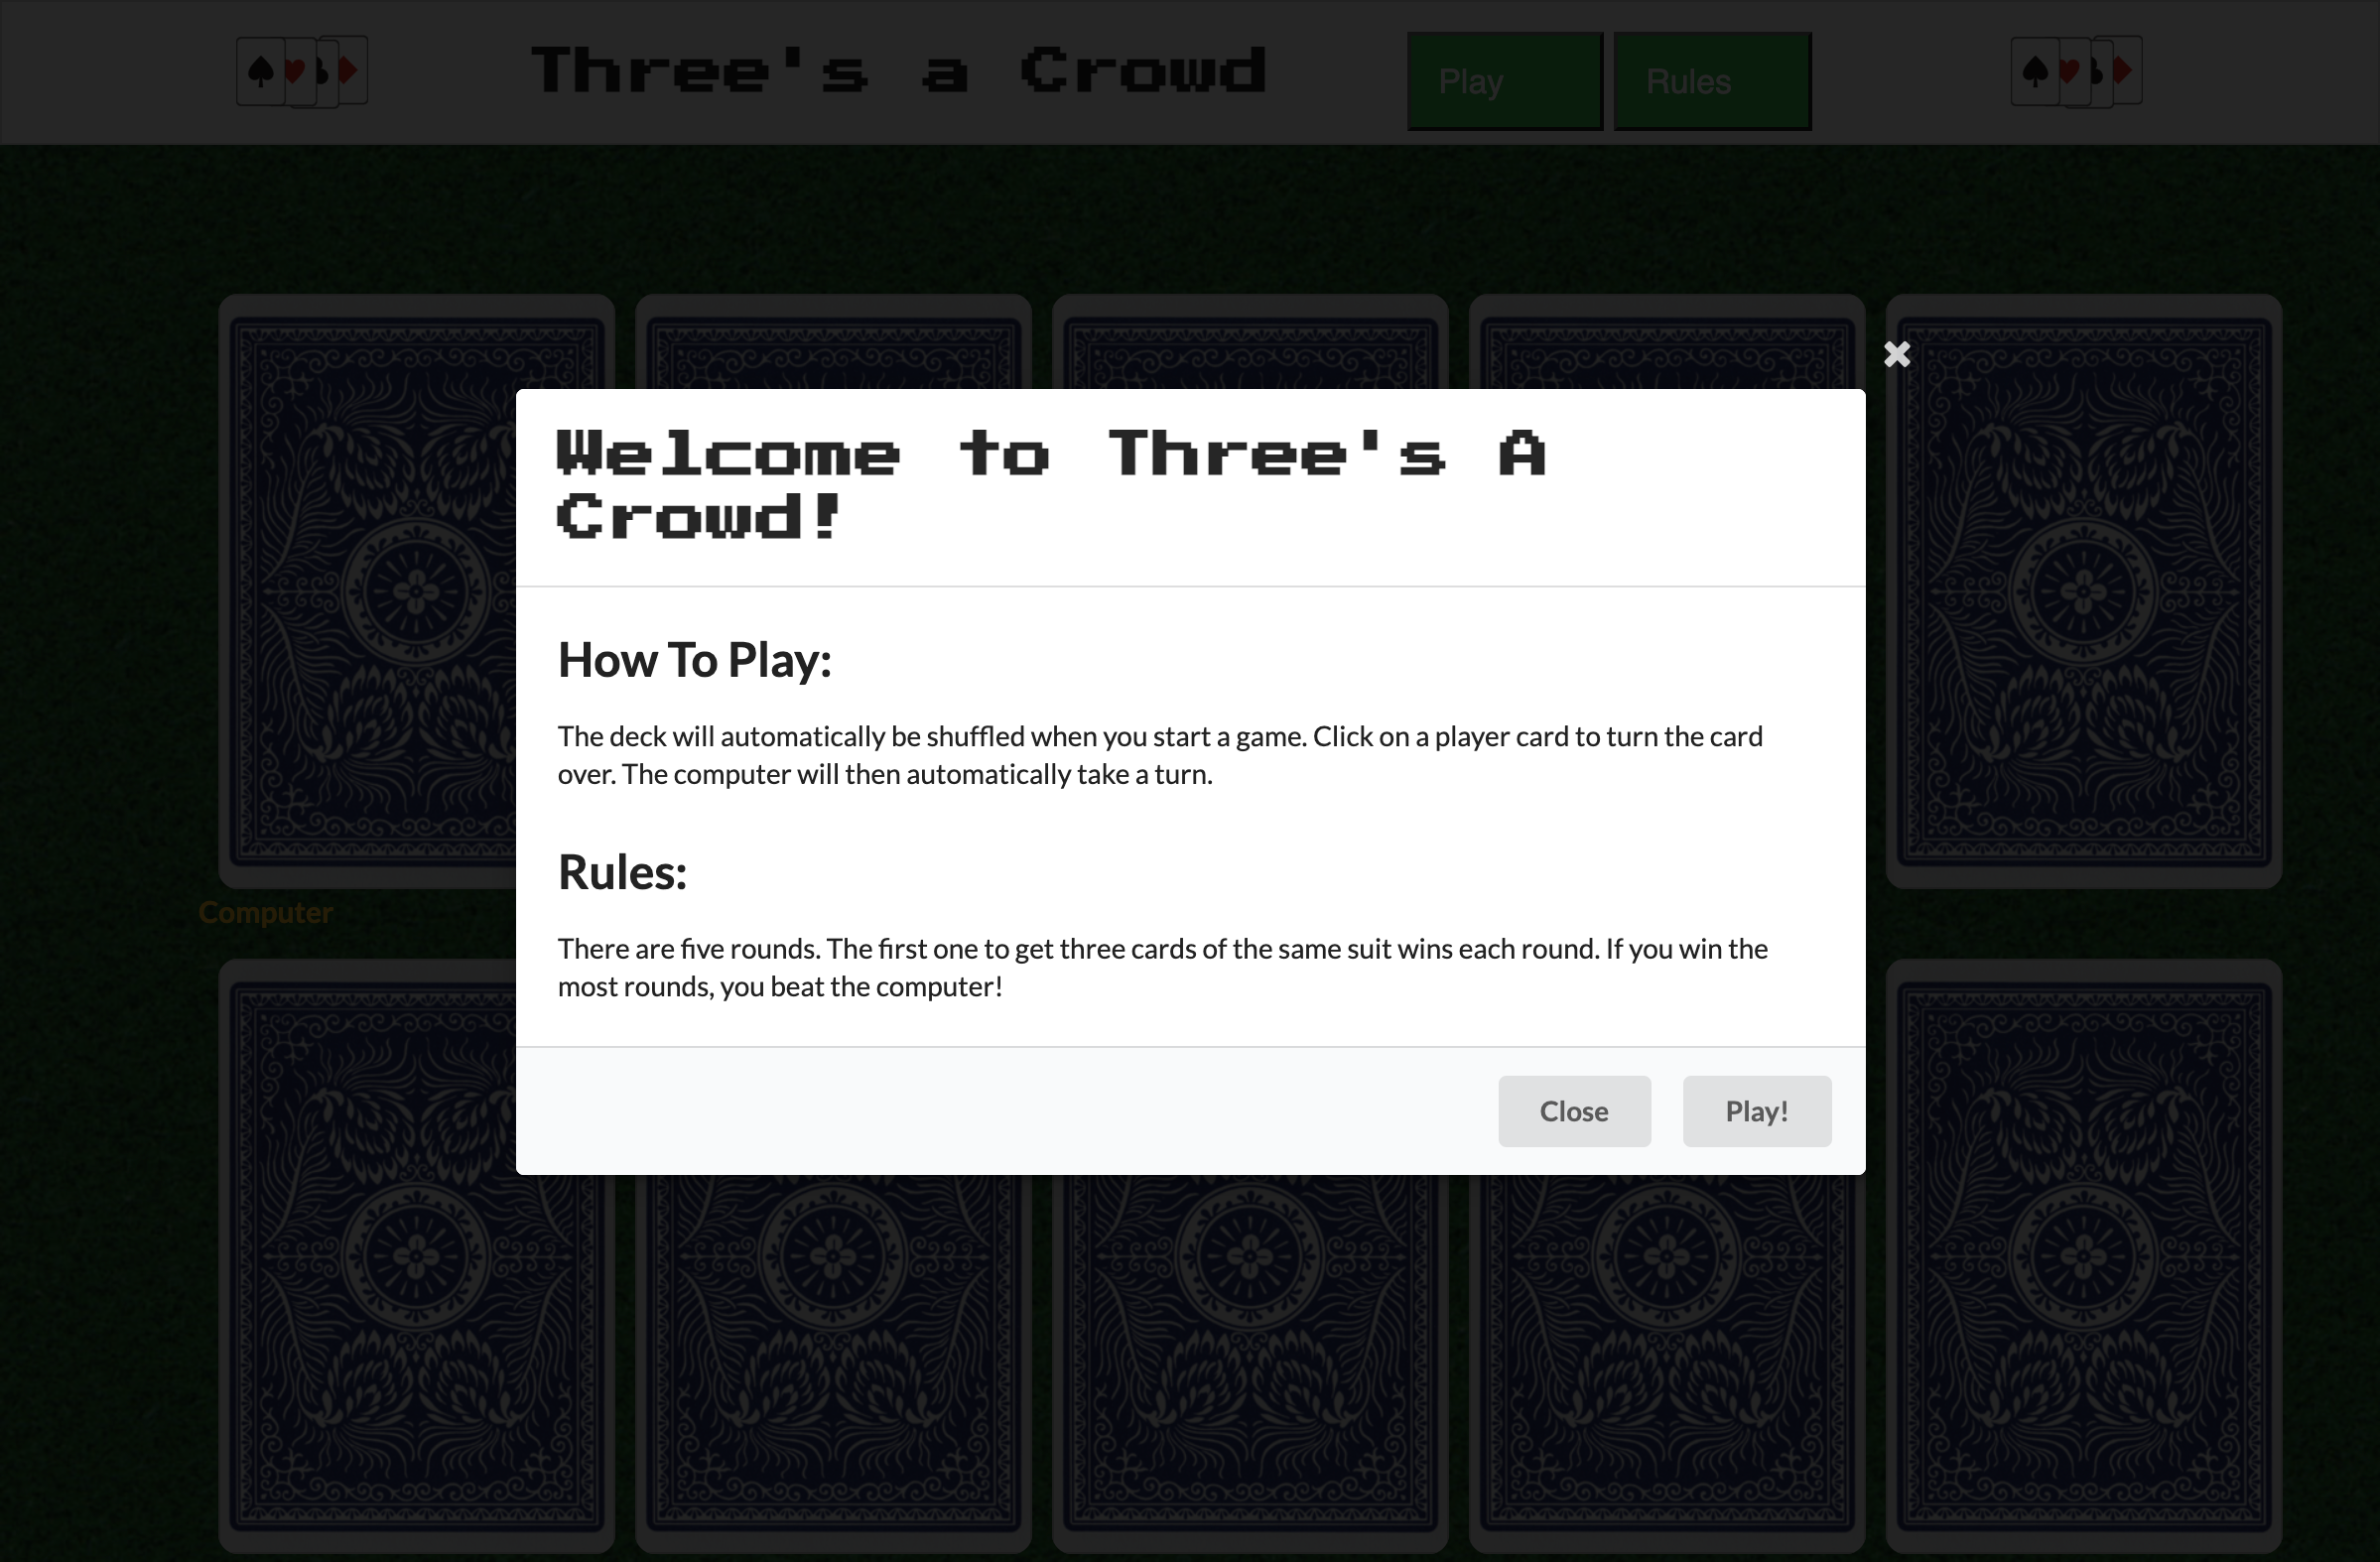 Three's a Crowd
Play
Rules
Welcome to Three's A
Crowd!
How To Play:
The deck will automatically be shuffled when you start a game. Click on a player card to turn the card
over. The computer will then automatically take a turn.
Rules:
There are five rounds. The first one to get three cards of the same suit wins each round. If you win the
most rounds, you beat the computer!
Close
Play!
Computer